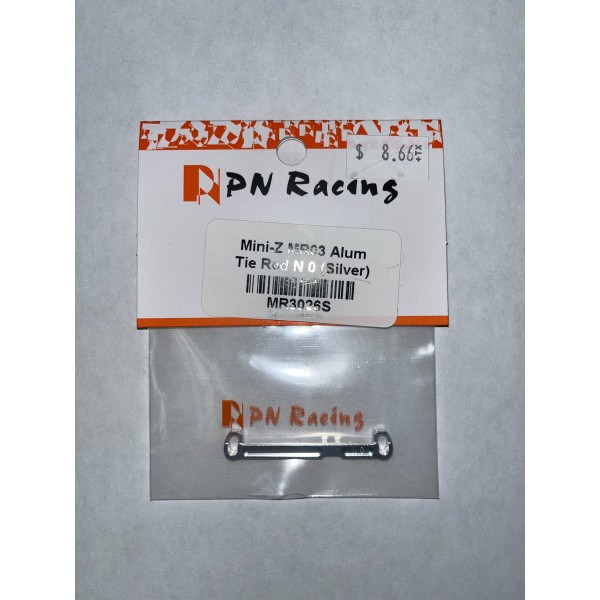 $ 8.66
PN Racing
Mini-Z MR03 Alum
Tie Rod N 0 (Silver)
MR3026S
PN Racing